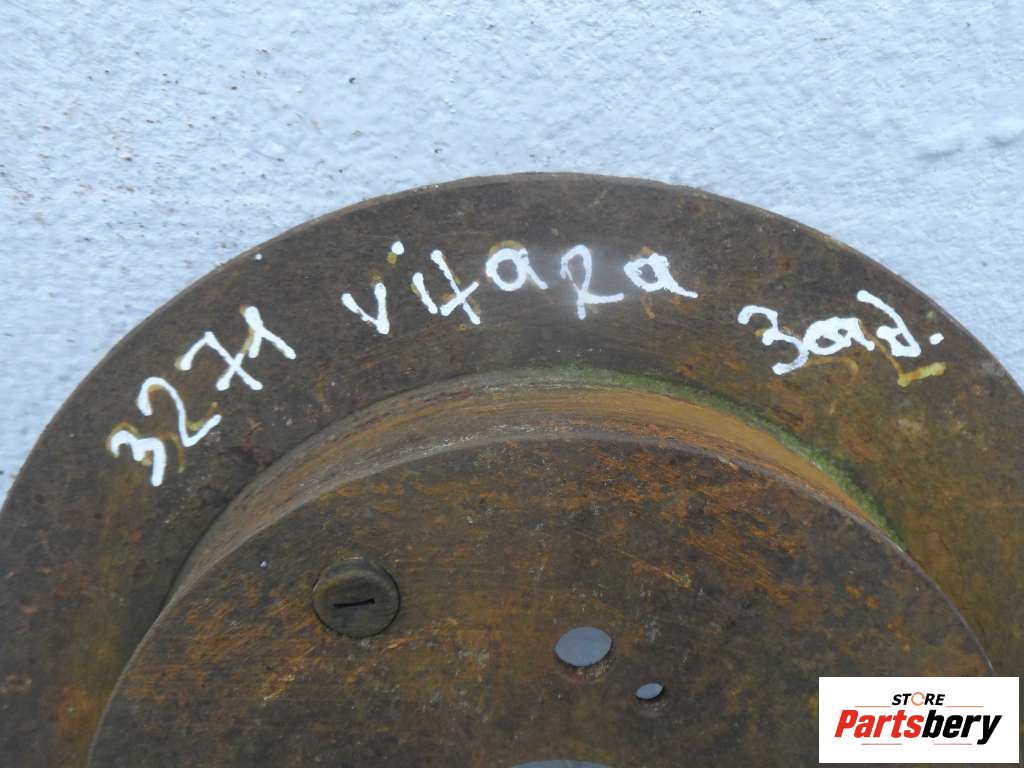 3271 vitara зад.
STORE
Partsbery